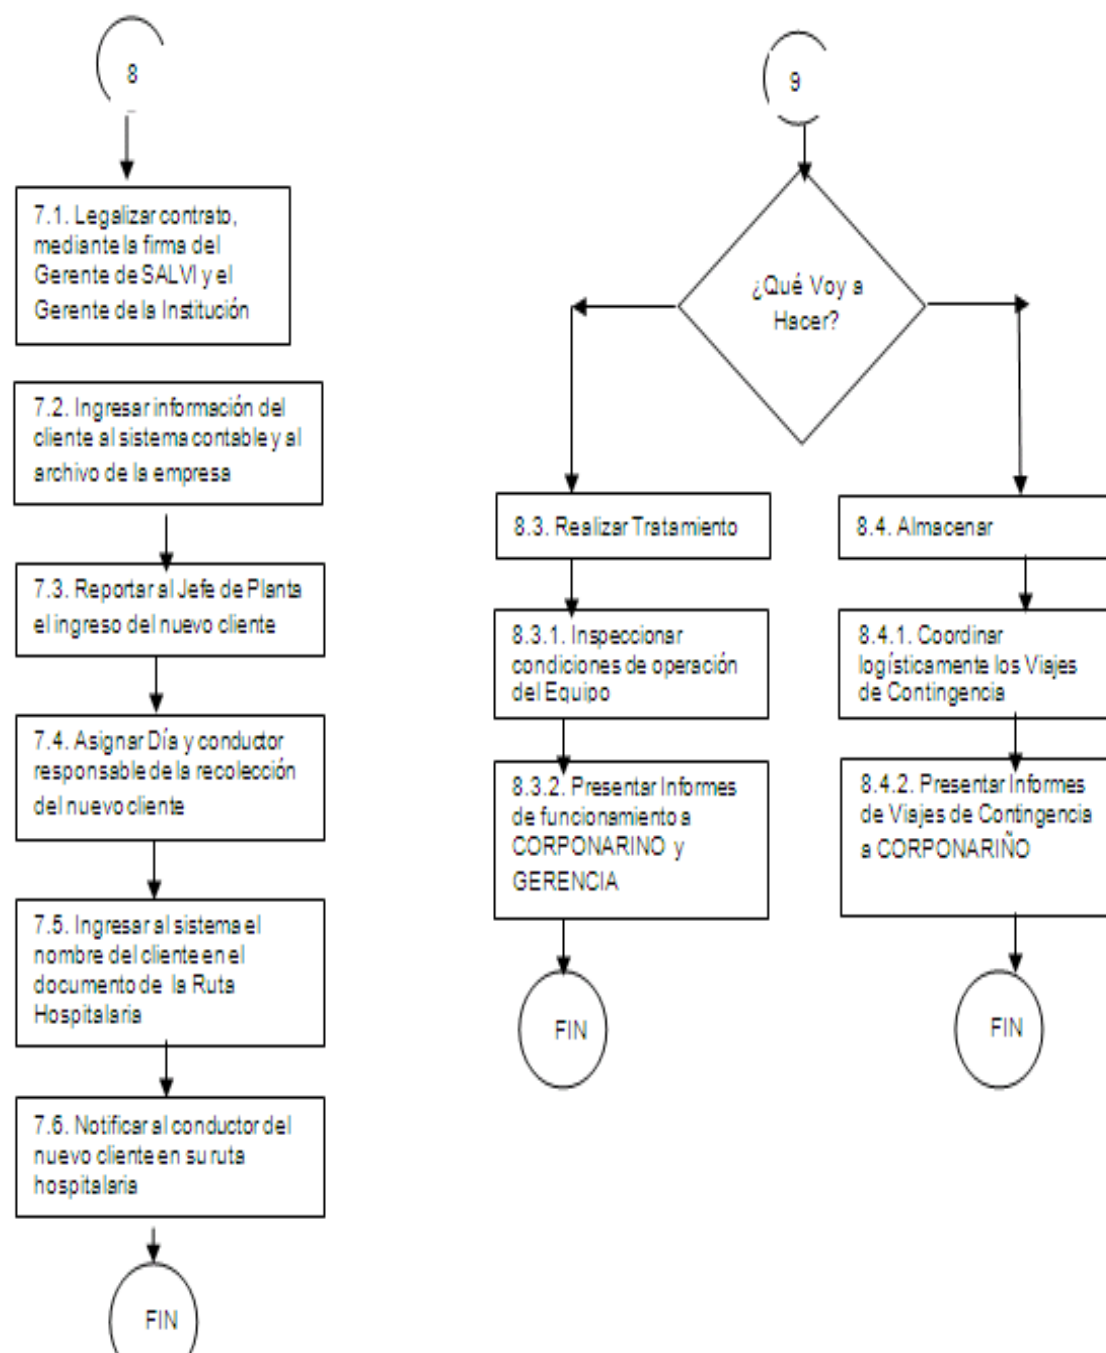 8
7.1. Legalizar contrato,
mediante la firma del
Gerente de SALVI y el
Gerente de la Institución
7.2. Ingresar información del
cliente al sistema contable y al
archivo de la empresa
7.3. Reportar al Jefe de Planta
el ingreso del nuevo cliente
7.4. Asignar Día y conductor
responsable de la recolección
del nuevo cliente
7.5. Ingresar al sistema el
nombre del cliente en el
documento de la Ruta
Hospitalaria
7.6. Notificar al conductor del
nuevo cliente en su ruta
hospitalaria
FIN
9
¿Qué Voy a
Hacer?
8.3. Realizar Tratamiento
8.3.1. Inspeccionar
condiciones de operación
del Equipo
8.3.2. Presentar Informes
de funcionamiento a
CORPONARINO y
GERENCIA
FIN
8.4. Almacenar
8.4.1. Coordinar
logísticamente los Viajes
de Contingencia
8.4.2. Presentar Informes
de Viajes de Contingencia
a CORPONARIÑO
FIN